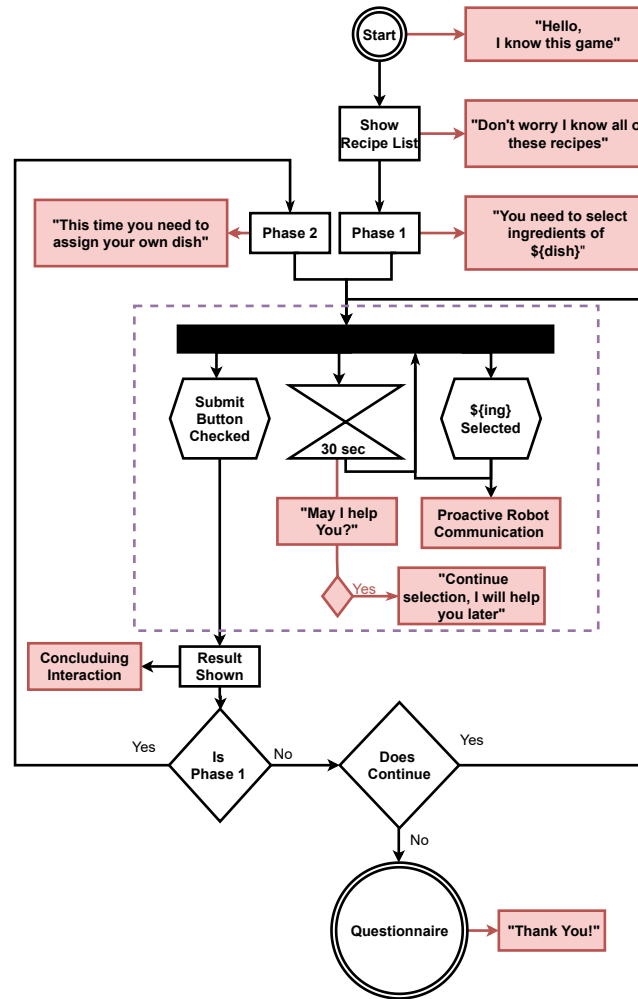 Start
"Hello,
I know this game"
Show
Recipe List
"Don't worry I know all o
these recipes"
"This time you need to
assign your own dish"
Phase 2
Phase 1
"You need to select
ingredients of
${dish}"
Submit
Button
Checked
30 sec
${ing}
Selected
"May I help
You?"
Proactive Robot
Communication
Yes
"Continue
selection, I will help
you later"
Concluduing
Interaction
Result
Shown
Yes
Is
Phase 1
No
Does
Continue
Yes
No
Questionnaire
"Thank You!"